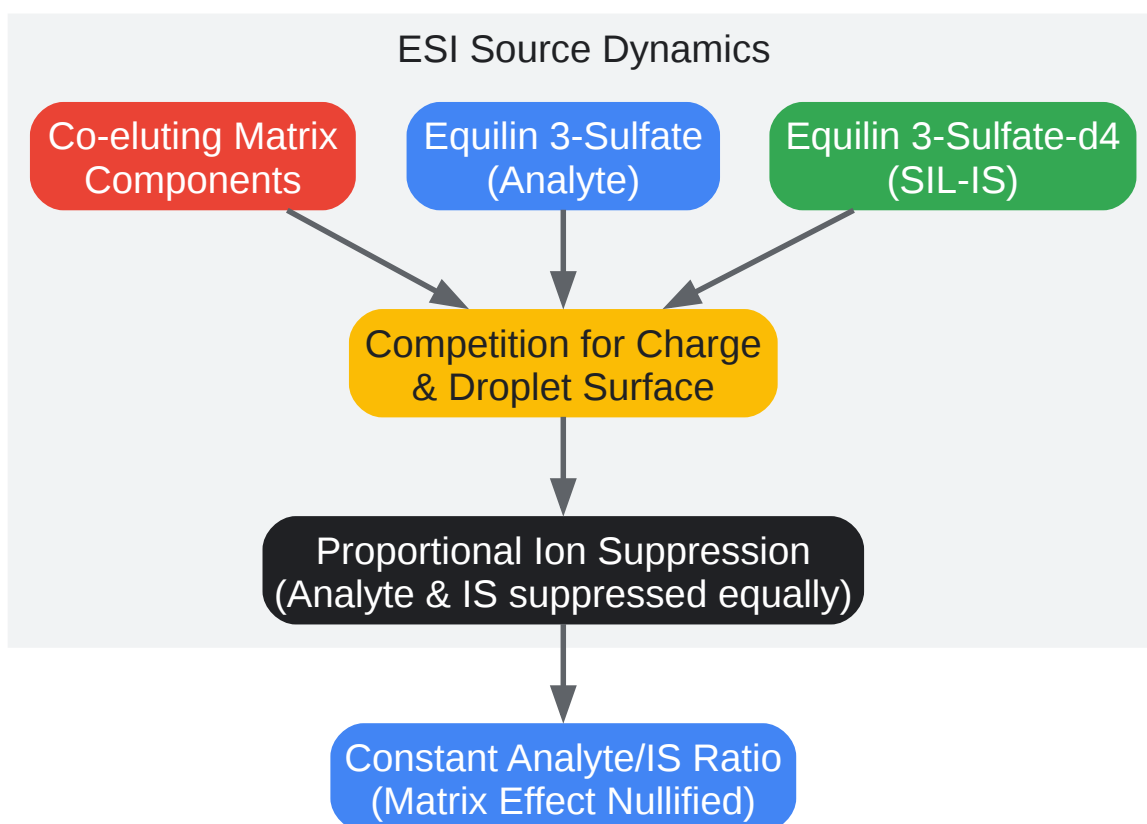 ESI Source Dynamics
Co-eluting Matrix
Components
Equilin 3-Sulfate
(Analyte)
Equilin 3-Sulfate-d4
(SIL-IS)
Competition for Charge
& Droplet Surface
Proportional Ion Suppression
(Analyte & IS suppressed equally)
Constant Analyte/IS Ratio
(Matrix Effect Nullified)